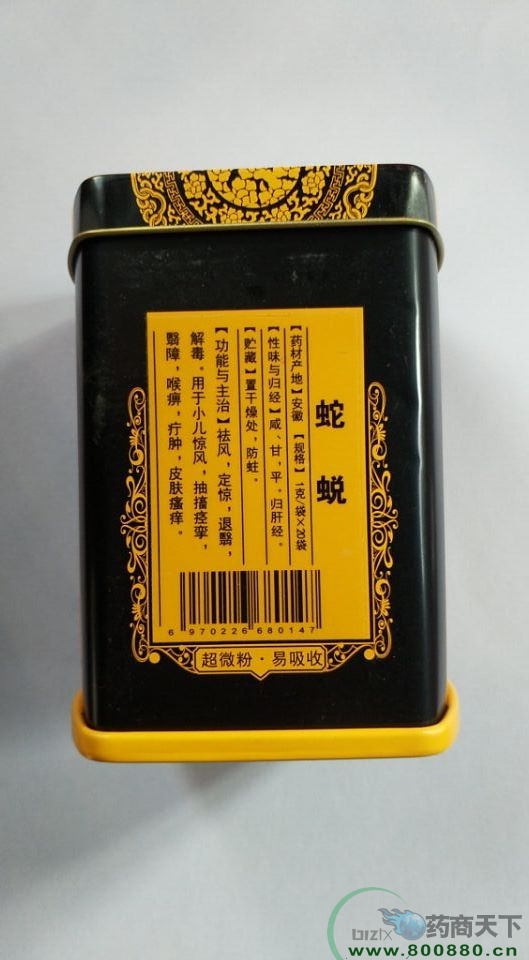 蛇蜕
【药材产地】安徽 【规格】1克/袋×20袋
【性味与归经】咸、甘，平。归肝经。
【贮藏】置干燥处，防蛀。
【功能与主治】祛风，定惊，退翳，
解毒。用于小儿惊风，抽搐痉挛，
翳障，喉痹，疔肿，皮肤瘙痒。
6 970226 680147
超微粉·易吸收
bizix 药商天下
www.800880.cn